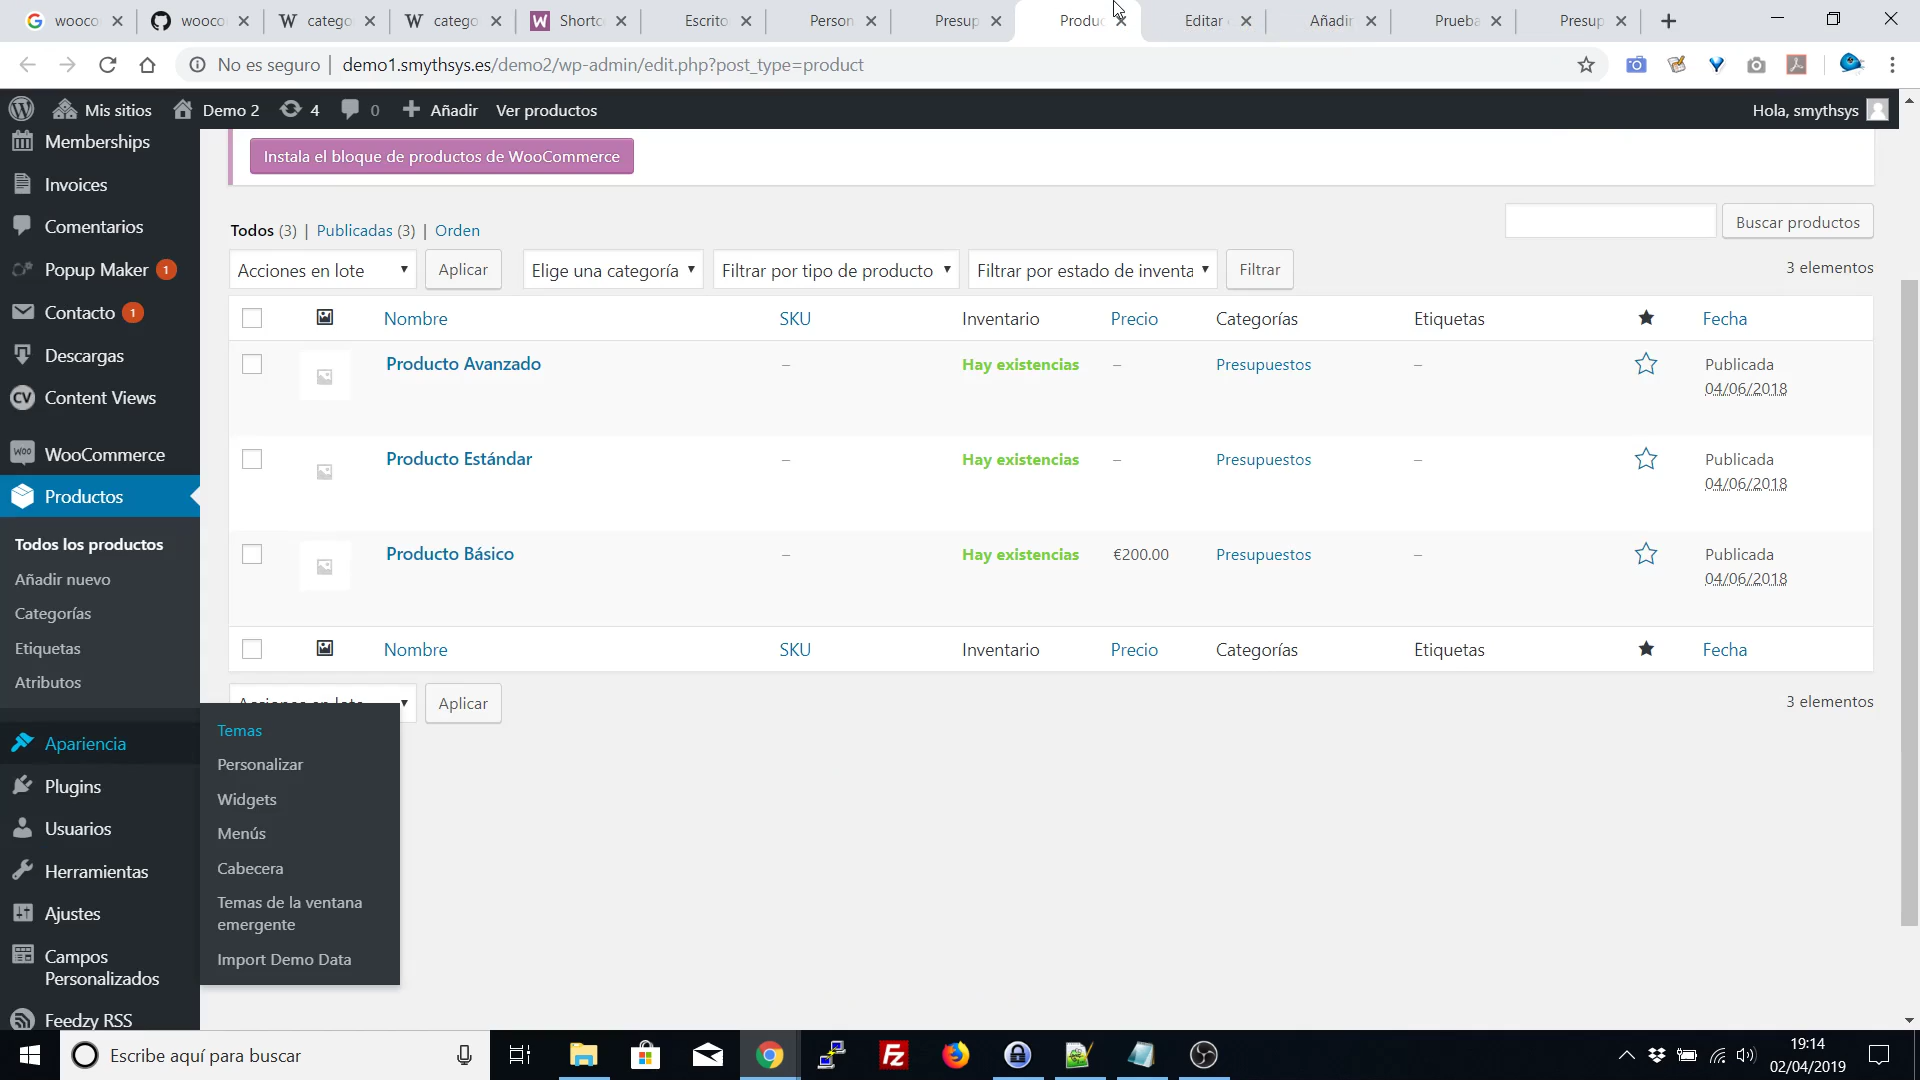 wooco
wooco
catego
catego
Shorto
Escrito
Person
Presup
Produc
Editar
Añadir
Prueba
Presup
No es seguro
demo1.smythsys.es/demo2/wp-admin/edit.php?post_type=product
Mis sitios
Demo 2
4
0
Añadir
Ver productos
Hola, smythsys
Memberships
Invoices
Comentarios
Popup Maker 1
Contacto 1
Descargas
Content Views
WooCommerce
Productos
Todos los productos
Añadir nuevo
Categorías
Etiquetas
Atributos
Apariencia
Plugins
Usuarios
Herramientas
Ajustes
Campos
Personalizados
Feedzy RSS
Temas
Personalizar
Widgets
Menús
Cabecera
Temas de la ventana
emergente
Import Demo Data
Instala el bloque de productos de WooCommerce
Todos (3) | Publicadas (3) | Orden
Buscar productos
Acciones en lote
Aplicar
Elige una categoría
Filtrar por tipo de producto
Filtrar por estado de inventa
Filtrar
3 elementos
Nombre SKU Inventario Precio Categorías Etiquetas Fecha
Producto Avanzado – Hay existencias – Presupuestos – Publicada
04/06/2018
Producto Estándar – Hay existencias – Presupuestos – Publicada
04/06/2018
Producto Básico – Hay existencias €200.00 Presupuestos – Publicada
04/06/2018
Nombre SKU Inventario Precio Categorías Etiquetas Fecha
Acciones en lote
Aplicar
3 elementos
Escribe aquí para buscar
19:14
02/04/2019